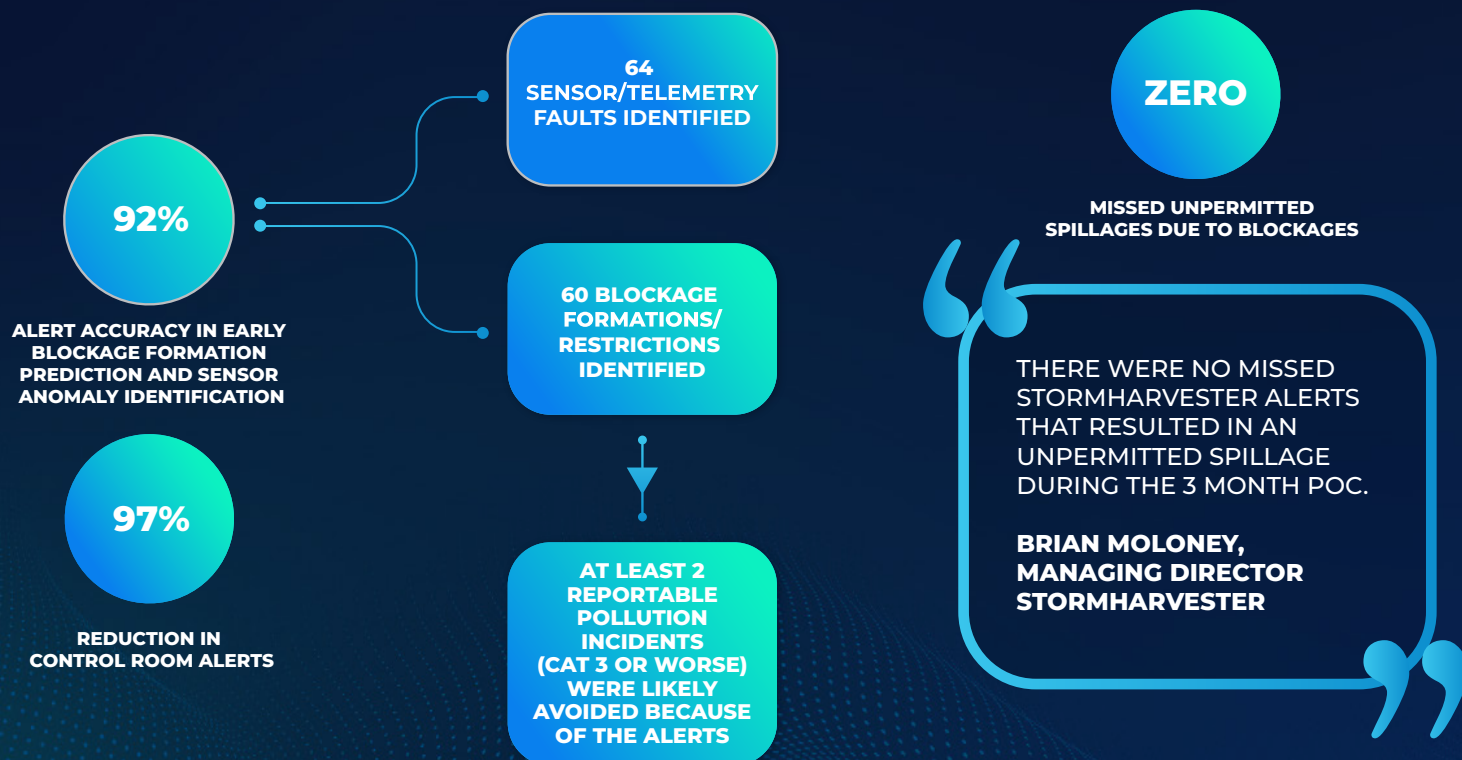 92%
ALERT ACCURACY IN EARLY
BLOCKAGE FORMATION
PREDICTION AND SENSOR
ANOMALY IDENTIFICATION
97%
REDUCTION IN
CONTROL ROOM ALERTS
64
SENSOR/TELEMETRY
FAULTS IDENTIFIED
60 BLOCKAGE
FORMATIONS/
RESTRICTIONS
IDENTIFIED
AT LEAST 2
REPORTABLE
POLLUTION
INCIDENTS
(CAT 3 OR WORSE)
WERE LIKELY
AVOIDED BECAUSE
OF THE ALERTS
ZERO
MISSED UNPERMITTED
SPILLAGES DUE TO BLOCKAGES
“
THERE WERE NO MISSED
STORMHARVESTER ALERTS
THAT RESULTED IN AN
UNPERMITTED SPILLAGE
DURING THE 3 MONTH POC.
BRIAN MOLONEY,
MANAGING DIRECTOR
STORMHARVESTER
”